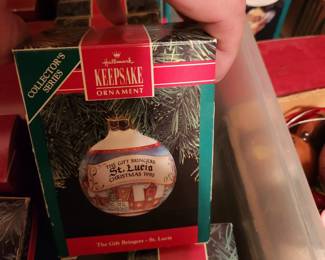 COLLECTOR'S
SERIES
Hallmark
KEEPSAKE
ORNAMENT
THE GIFT BRINGERS
St. Lucia
CHRISTMAS 1990
The Gift Bringers - St. Lucia